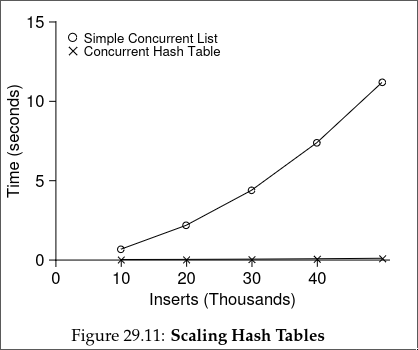 15
Simple Concurrent List
Concurrent Hash Table
10
Time (seconds)
5
0
0 10 20 30 40
Inserts (Thousands)
Figure 29.11: Scaling Hash Tables